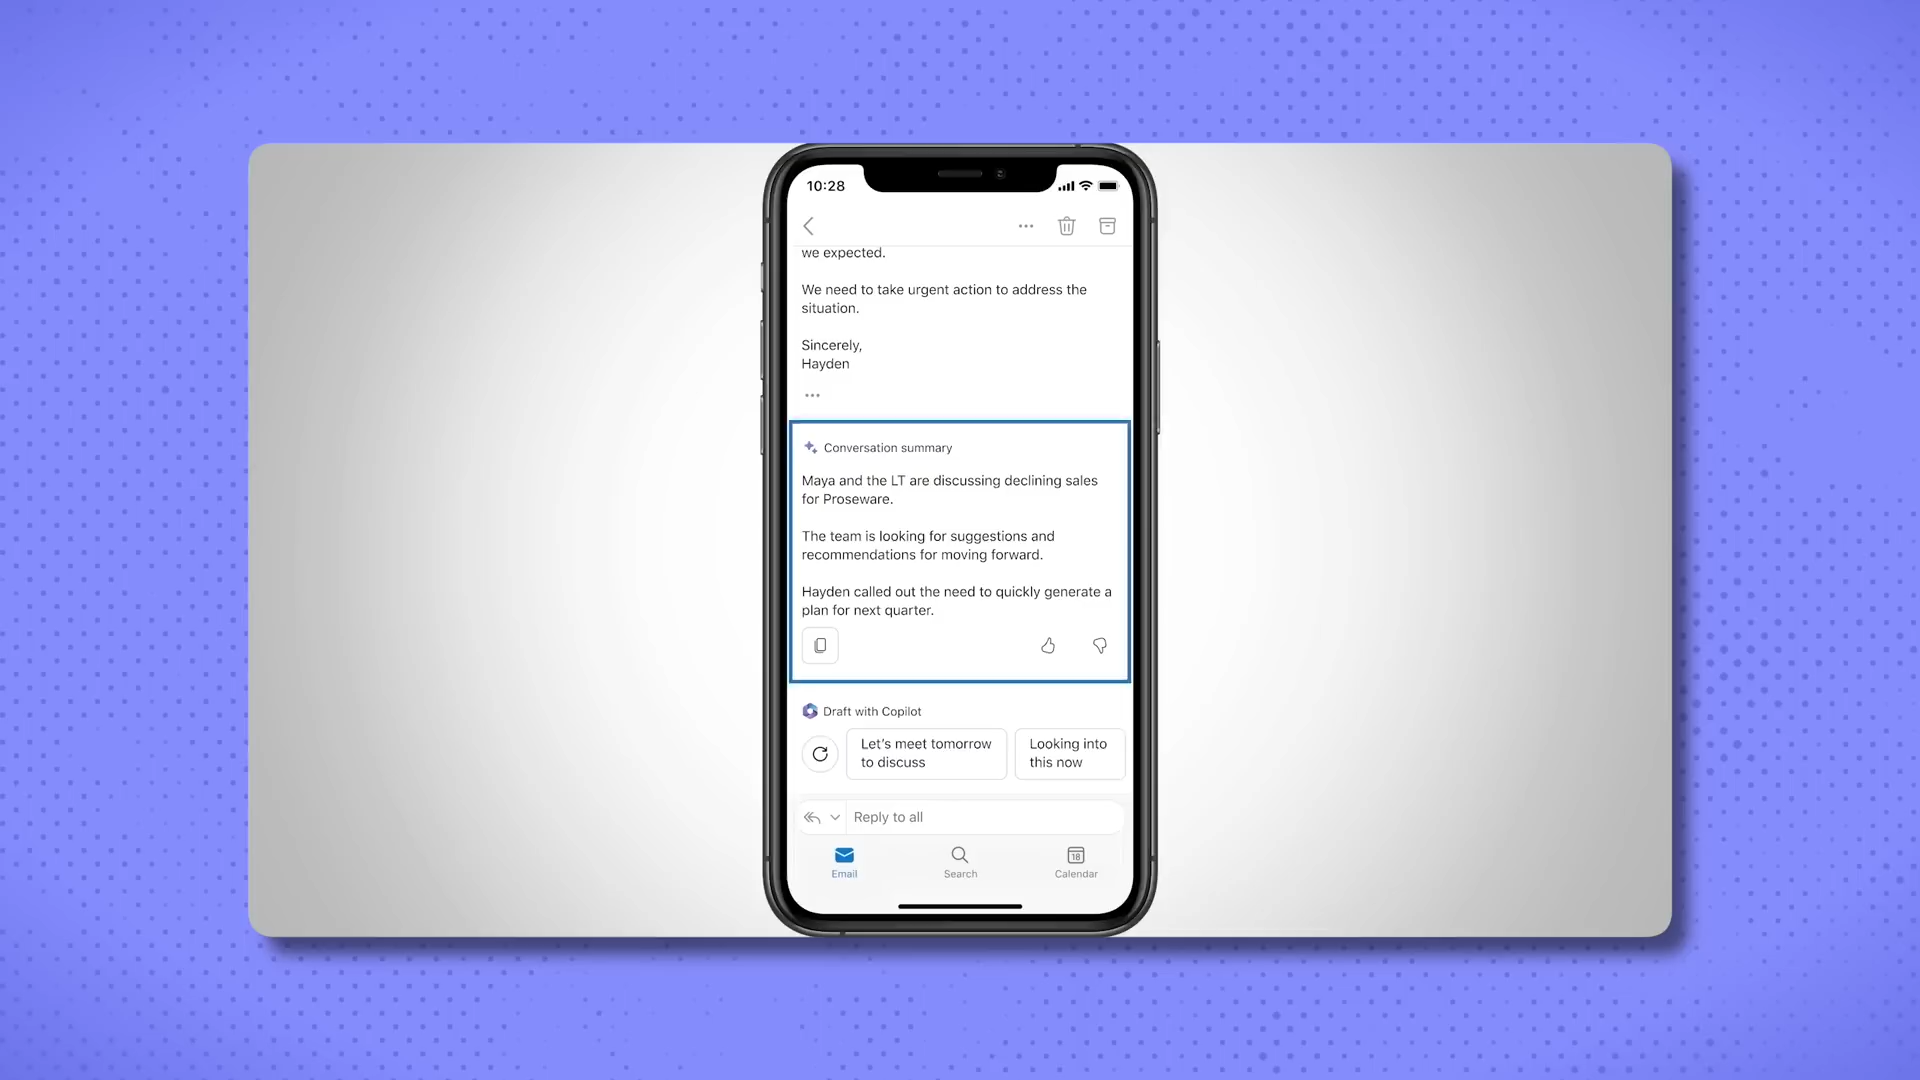 10:28
we expected.
We need to take urgent action to address the
situation.
Sincerely,
Hayden
Conversation summary
Maya and the LT are discussing declining sales
for Proseware.
The team is looking for suggestions and
recommendations for moving forward.
Hayden called out the need to quickly generate a
plan for next quarter.
Draft with Copilot
Let's meet tomorrow
to discuss
Looking into
this now
Reply to all
18
Email
Search
Calendar